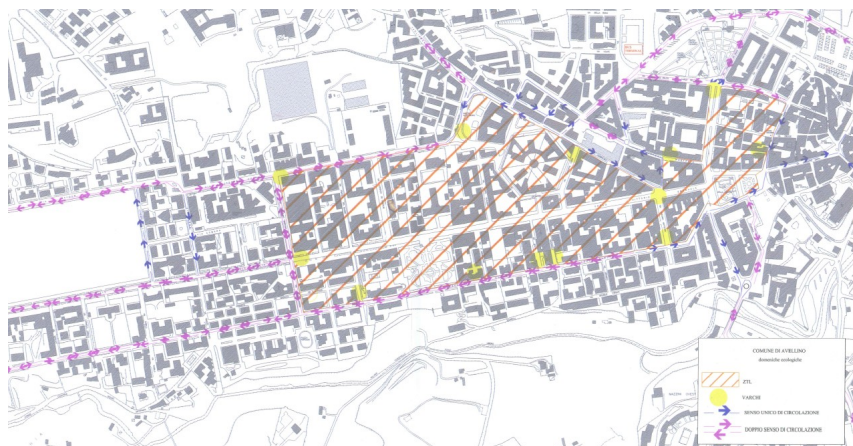 COMUNE DI AVELLINO
domeniche ecologiche
ZTL
VARCHI
SENSO UNICO DI CIRCOLAZIONE
DOPPIO SENSO DI CIRCOLAZIONE